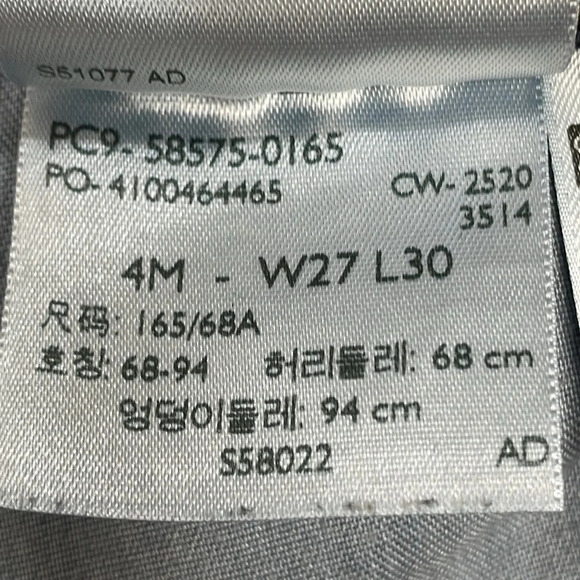 S51077 AD
PC9-58575-0165
PO-4100464465 CW-2520
3514
4M - W27 L30
尺码: 165/68A
호칭: 68-94 허리둘레: 68 cm
엉덩이둘레: 94 cm
S58022 AD